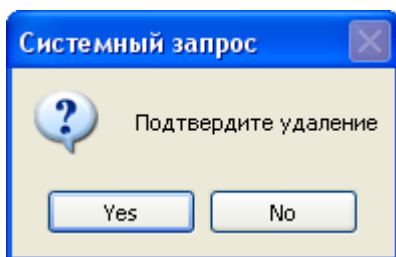 Системный запрос
Подтвердите удаление
Yes
No